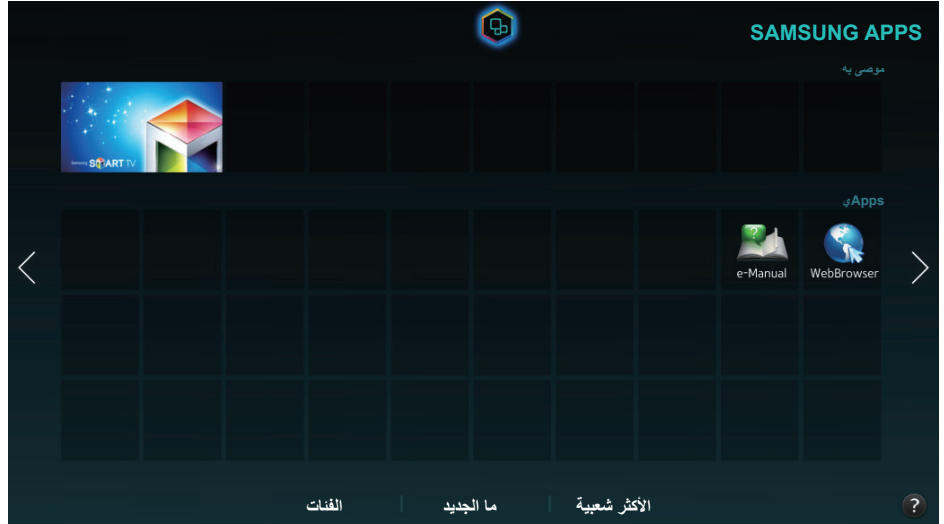 SAMSUNG APPS
موصى به
Samsung SMART TV
Appsي
WebBrowser
e-Manual
الأكثر شعبية
ما الجديد
الفئات
?